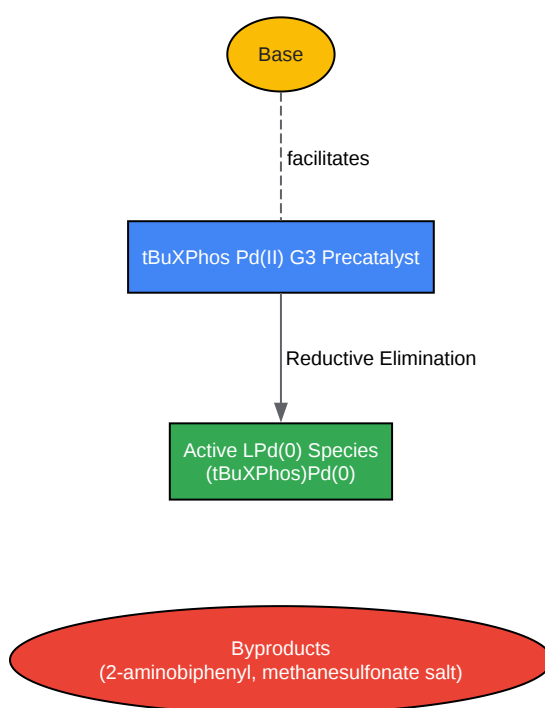 Base
facilitates
tBuXPhos Pd(II) G3 Precatalyst
Reductive Elimination
Active LPd(0) Species
(tBuXPhos)Pd(0)
Byproducts
(2-aminobiphenyl, methanesulfonate salt)